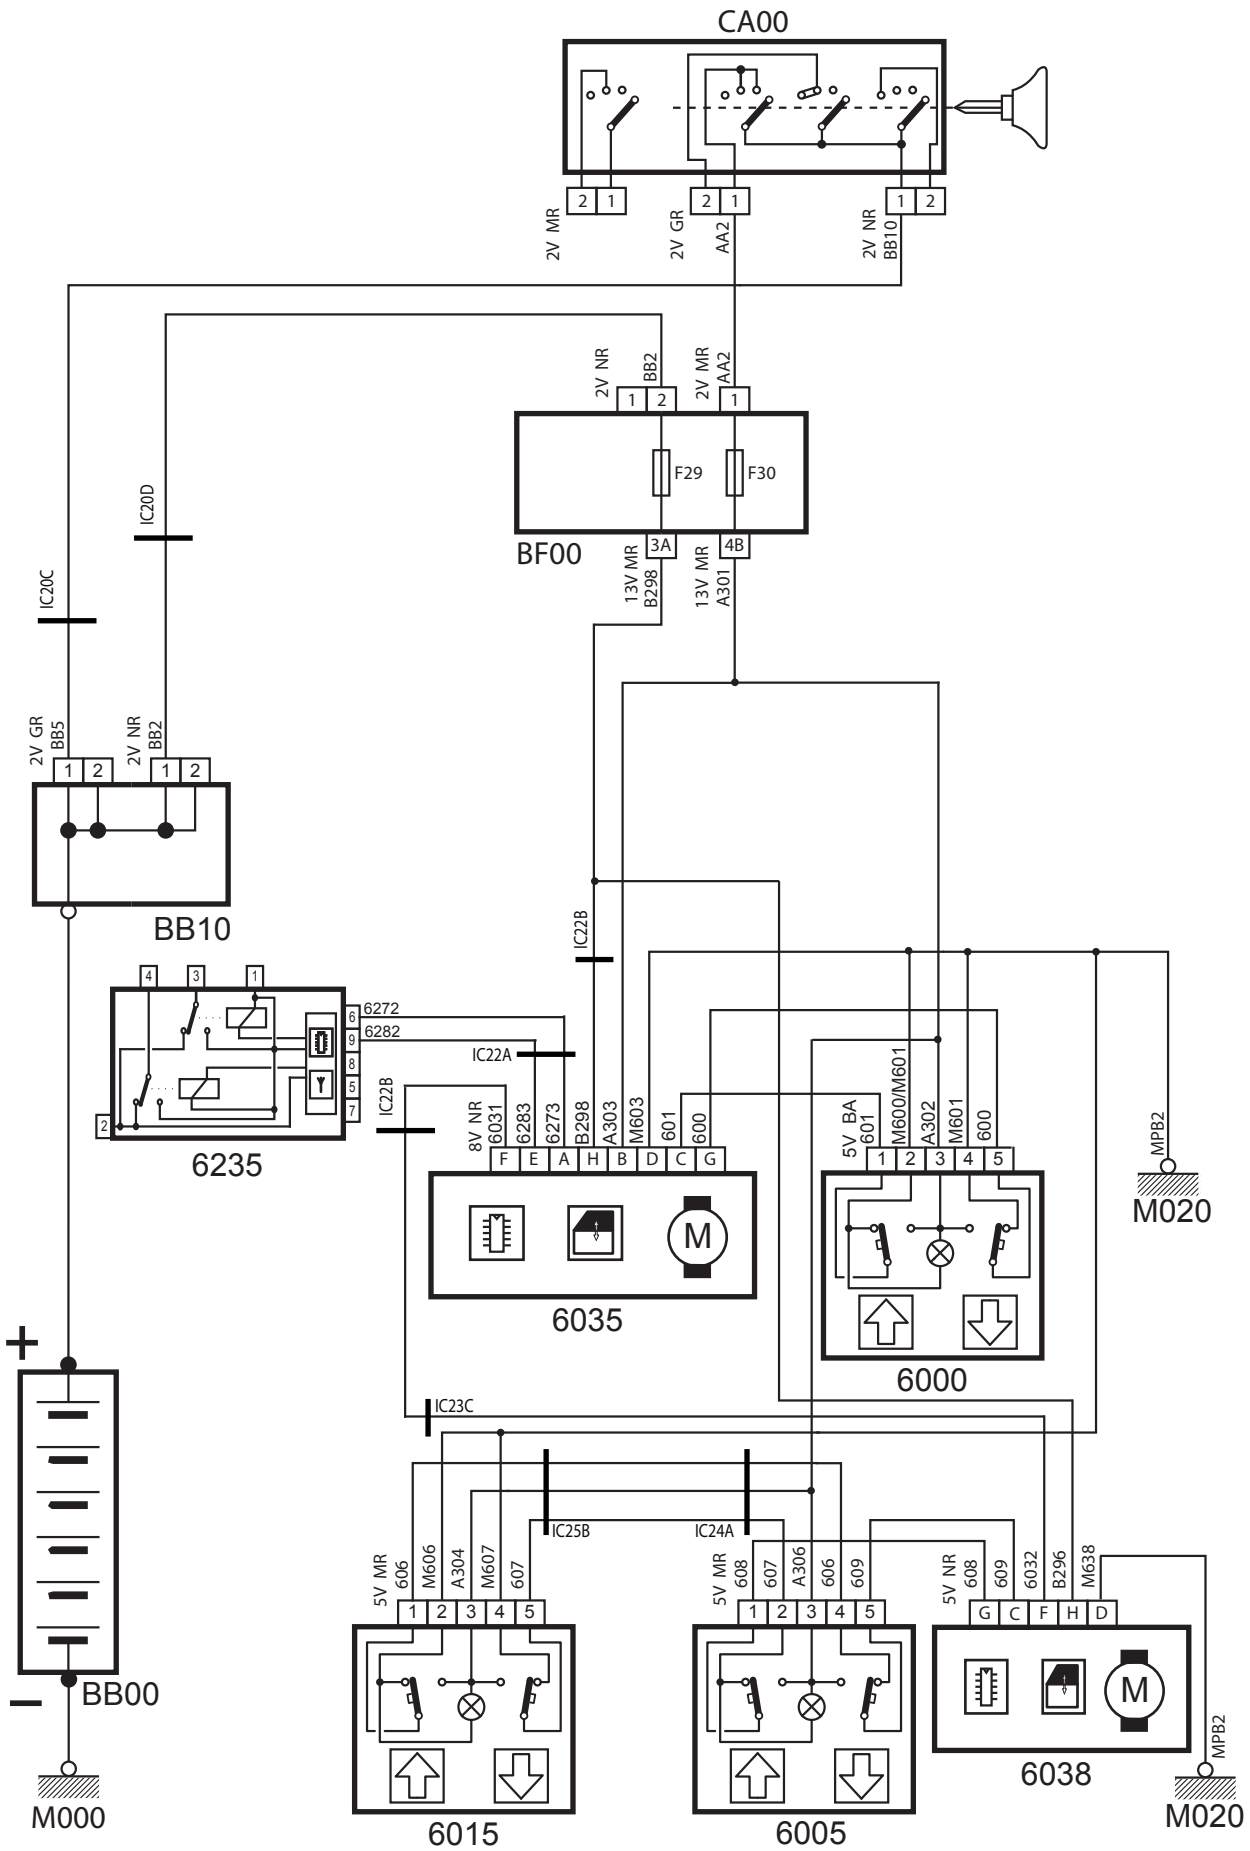 CA00
2 1
2 1
1 2
2V MR
2V GR
AA2
2V NR
BB10
2V NR
BB2
2V MR
AA2
1 2
1
F29
F30
IC20D
BF00
3A
4B
13V MR
B298
13V MR
A301
IC20C
2V GR
BB5
2V NR
BB2
1 2
1 2
BB10
IC22B
4 3 1
6 6272
9 6282
8
5
7
2
6235
IC22A
IC22B
8V NR
6031
6283
6273
B298
A303
M603
601
600
F E A H B D C G
M
6035
5V BA
601
M600/M601
A302
M601
600
1 2 3 4 5
6000
MPB2
M020
+
−
BB00
M000
IC23C
IC25B
IC24A
5V MR
606
M606
A304
M607
607
1 2 3 4 5
6015
5V MR
608
607
A306
606
609
1 2 3 4 5
6005
5V NR
608
609
6032
B296
M638
G C F H D
M
6038
MPB2
M020